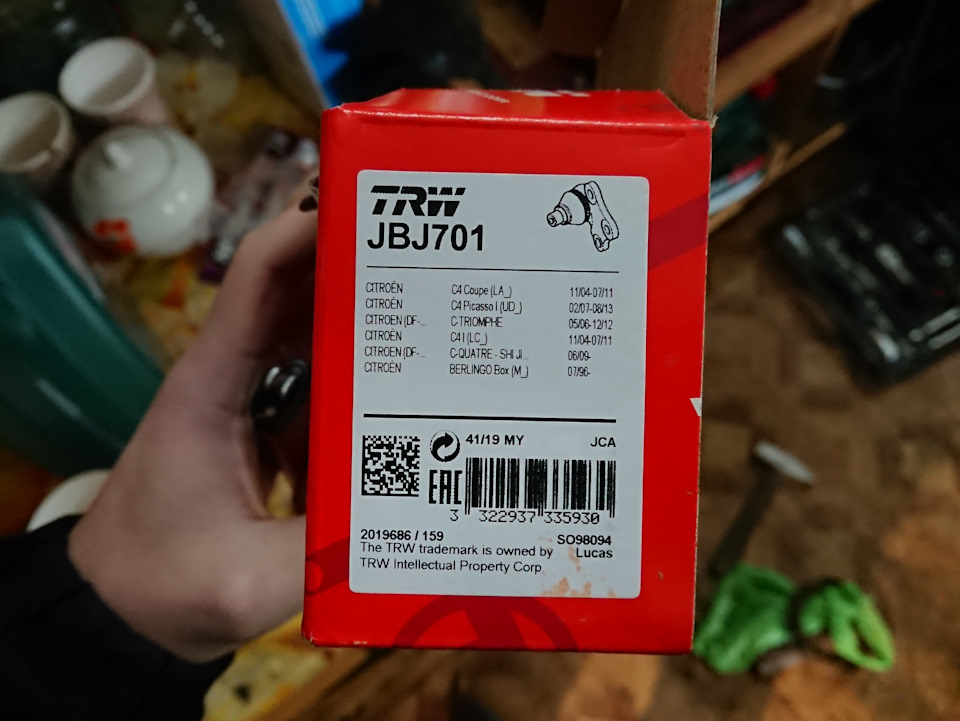 TRW
JBJ701
CITROËN C4 Coupe (LA_) 11/04-07/11
CITROËN C4 Picasso I (UD_) 02/07-08/13
CITROEN (DF-... C-TRIOMPHE 05/06-12/12
CITROËN C4 I (LC_) 11/04-07/11
CITROEN (DF-... C-QUATRE - SHI JI... 06/09-
CITROËN BERLINGO Box (M_) 07/96-
41/19 MY JCA
EAC
3 322937 335930
2019686 / 159 SO98094
The TRW trademark is owned by Lucas
TRW Intellectual Property Corp